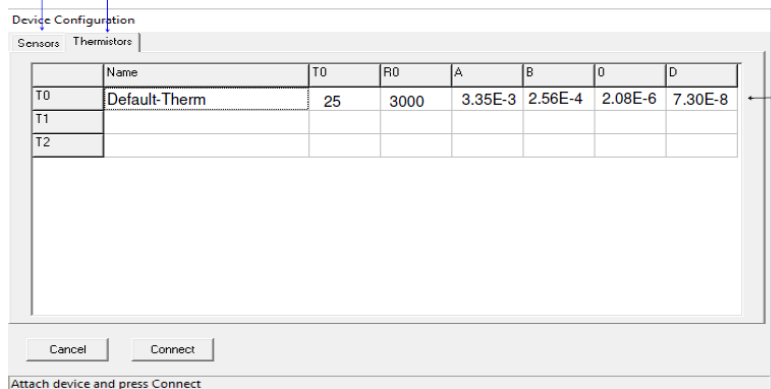 Device Configuration
Sensors Thermistors
Name T0 R0 A B 0 D
T0 Default-Therm 25 3000 3.35E-3 2.56E-4 2.08E-6 7.30E-8
T1
T2
Cancel Connect
Attach device and press Connect